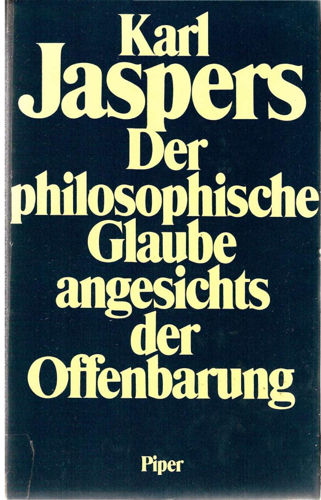 Karl
Jaspers
Der
philosophische
Glaube
angesichts
der
Offenbarung
Piper